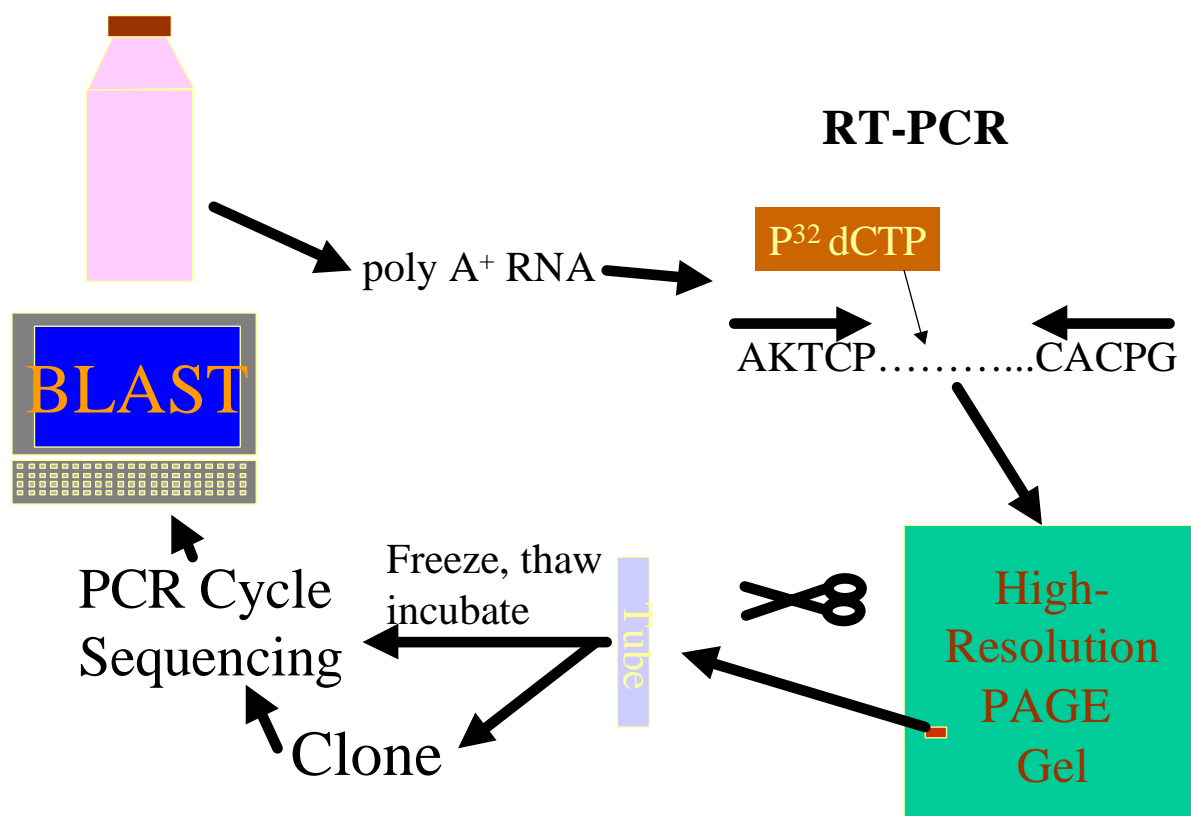 RT-PCR
P³² dCTP
poly A⁺ RNA
AKTCP………...CACPG
BLAST
High-
Resolution
PAGE
Gel
Tube
Freeze, thaw
incubate
PCR Cycle
Sequencing
Clone